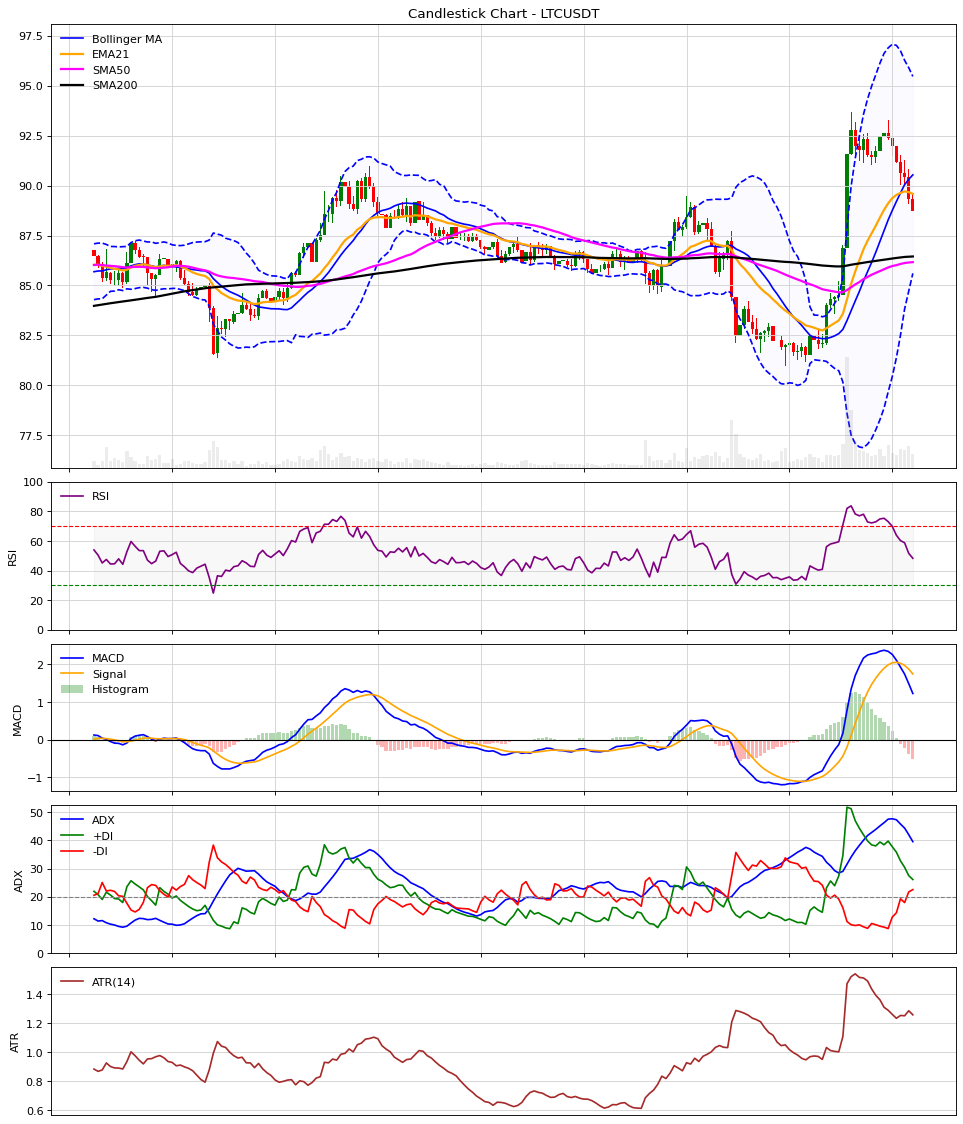 Candlestick Chart - LTCUSDT
Bollinger MA
EMA21
SMA50
SMA200
97.5
95.0
92.5
90.0
87.5
85.0
82.5
80.0
77.5
RSI
RSI
100
80
60
40
20
0
MACD
Signal
Histogram
MACD
2
1
0
−1
ADX
+DI
-DI
ADX
50
40
30
20
10
0
ATR(14)
ATR
1.4
1.2
1.0
0.8
0.6